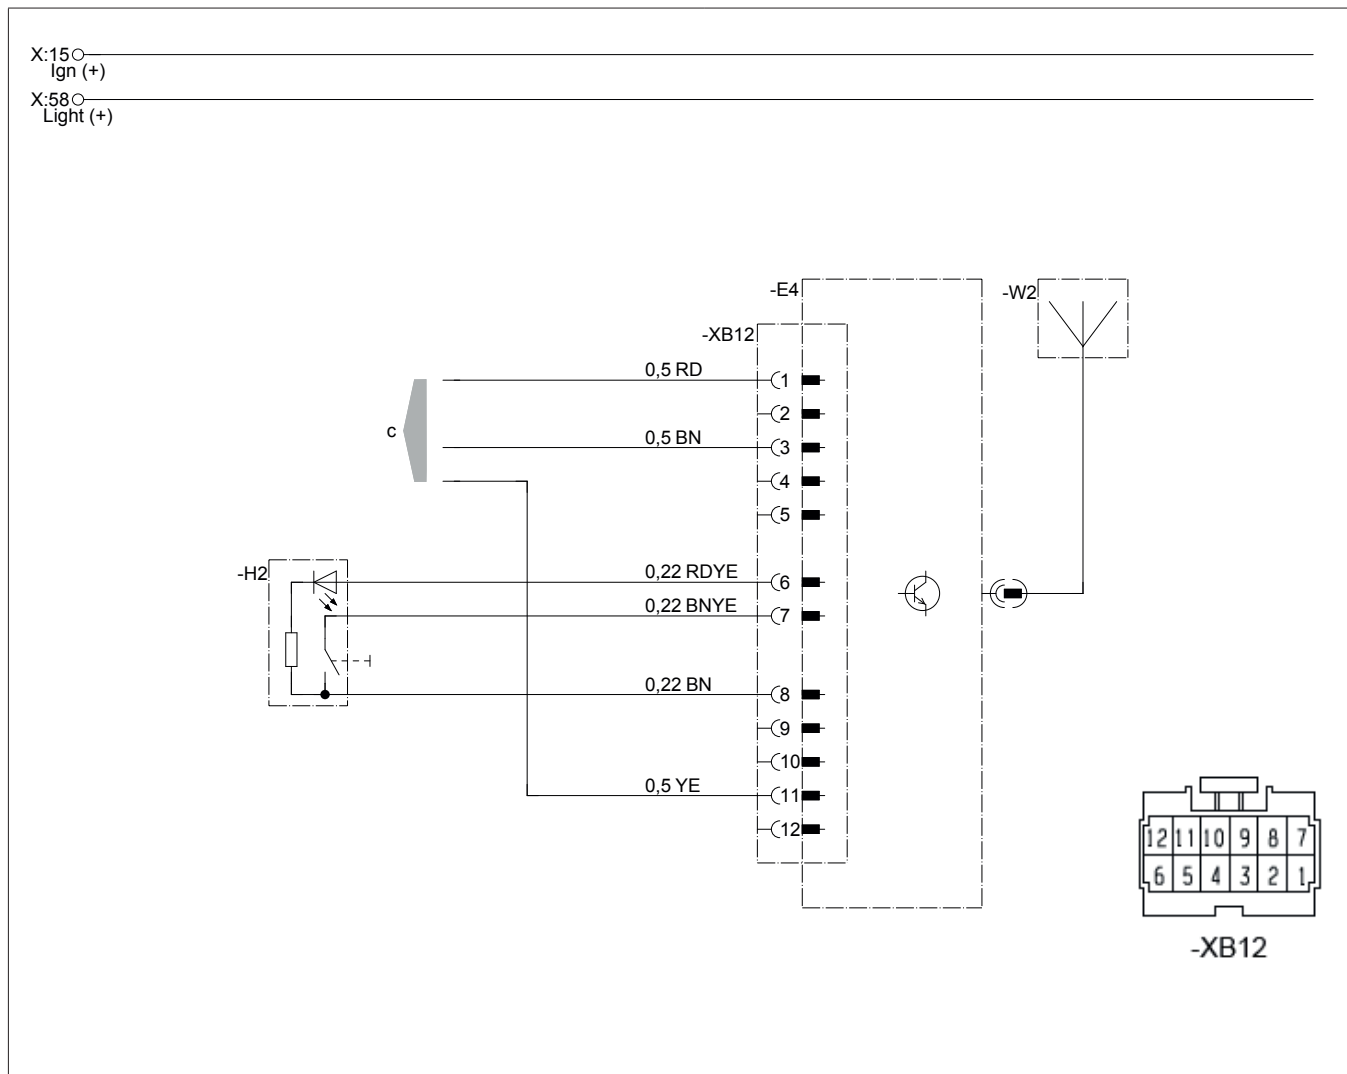 X:15
Ign (+)
X:58
Light (+)
-E4
-W2
-XB12
0,5 RD
1
2
c
0,5 BN
3
4
5
-H2
0,22 RDYE
6
0,22 BNYE
7
0,22 BN
8
9
10
0,5 YE
11
12
12 11 10 9 8 7
6 5 4 3 2 1
-XB12